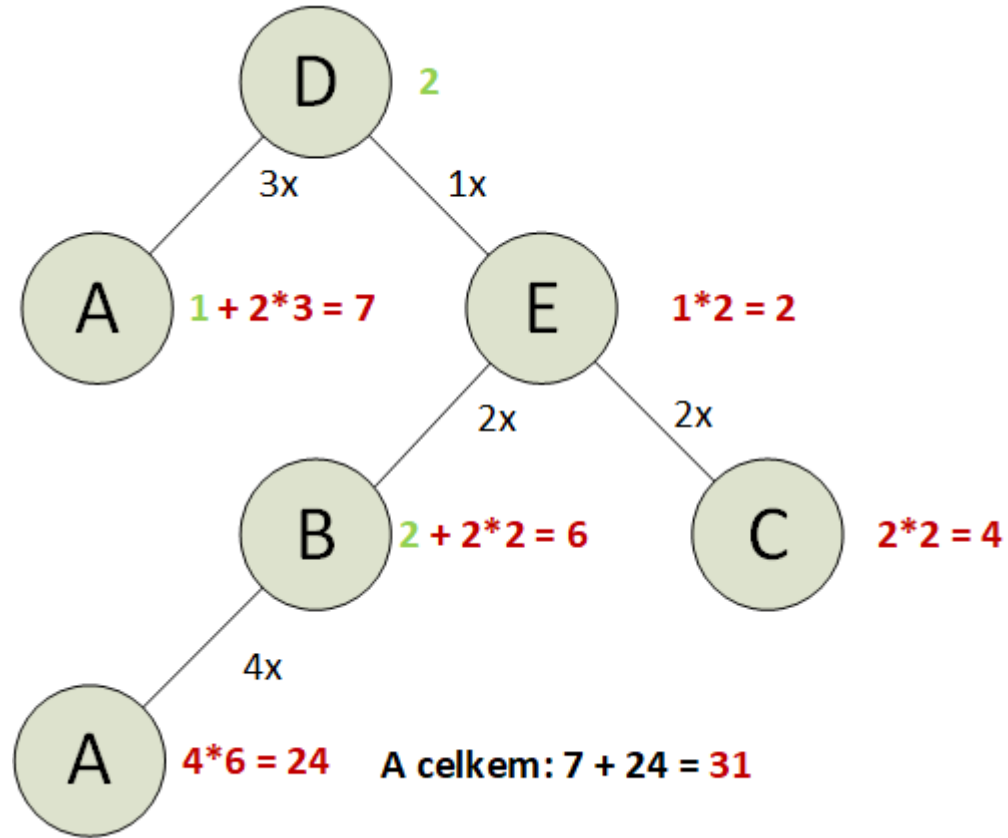 D 2
3x 1x
A 1 + 2*3 = 7 E 1*2 = 2
2x 2x
B 2 + 2*2 = 6 C 2*2 = 4
4x
A 4*6 = 24 A celkem: 7 + 24 = 31